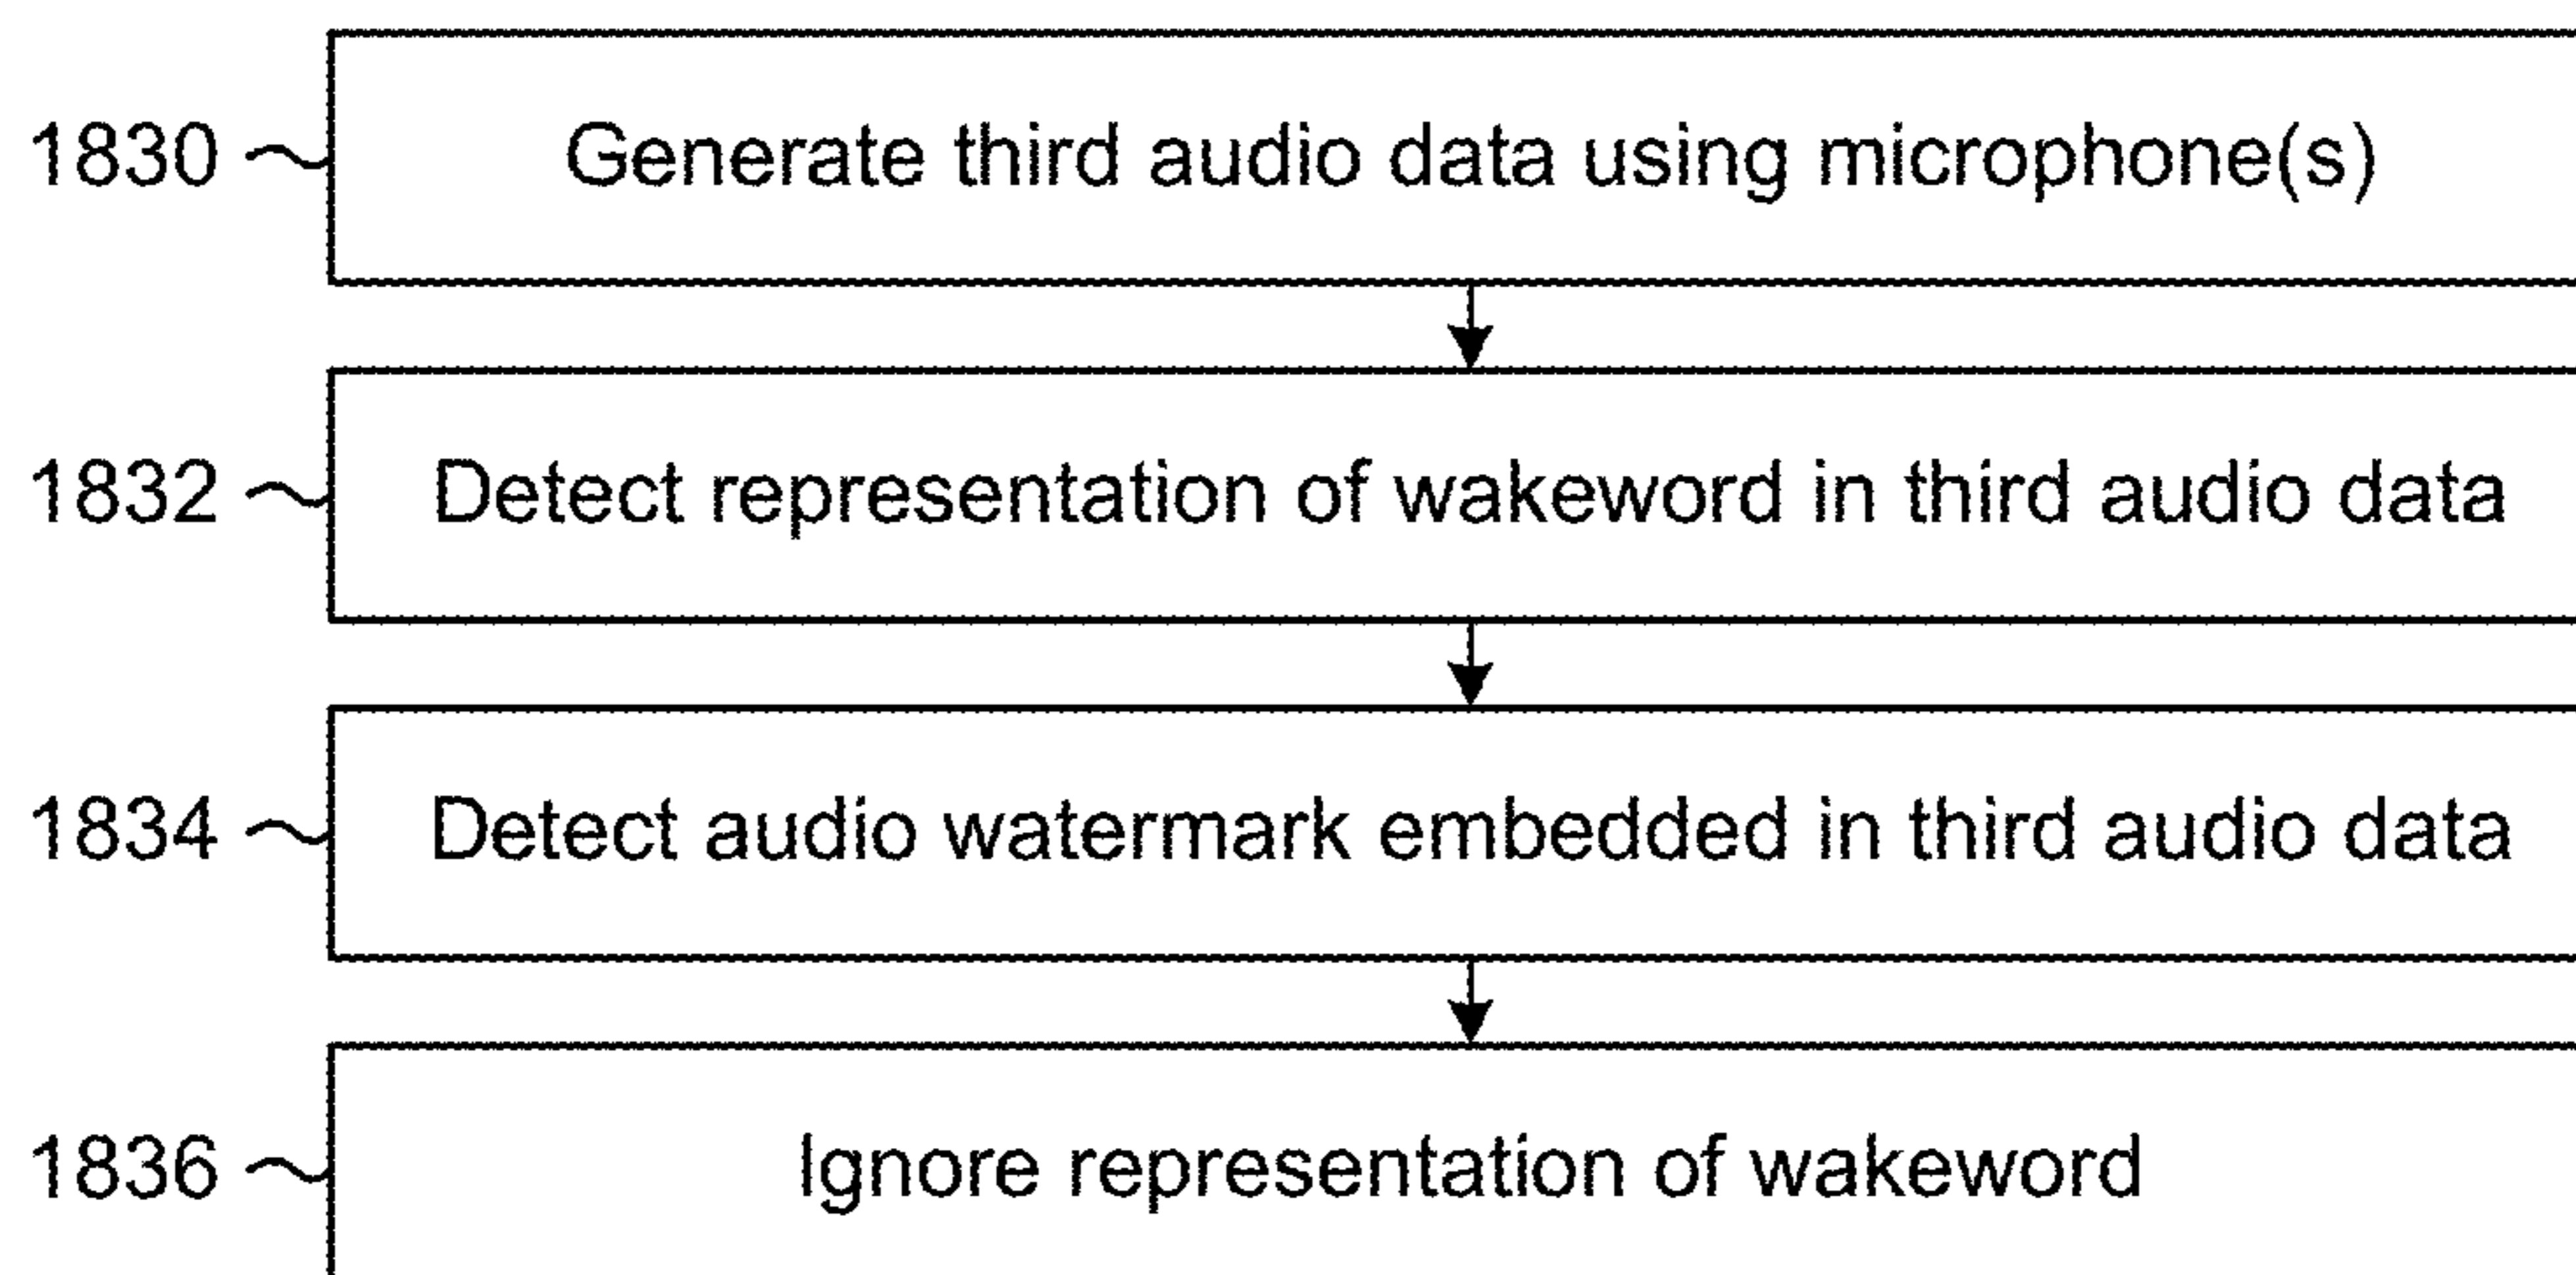 1830 Generate third audio data using microphone(s)
1832 Detect representation of wakeword in third audio data
1834 Detect audio watermark embedded in third audio data
1836 Ignore representation of wakeword